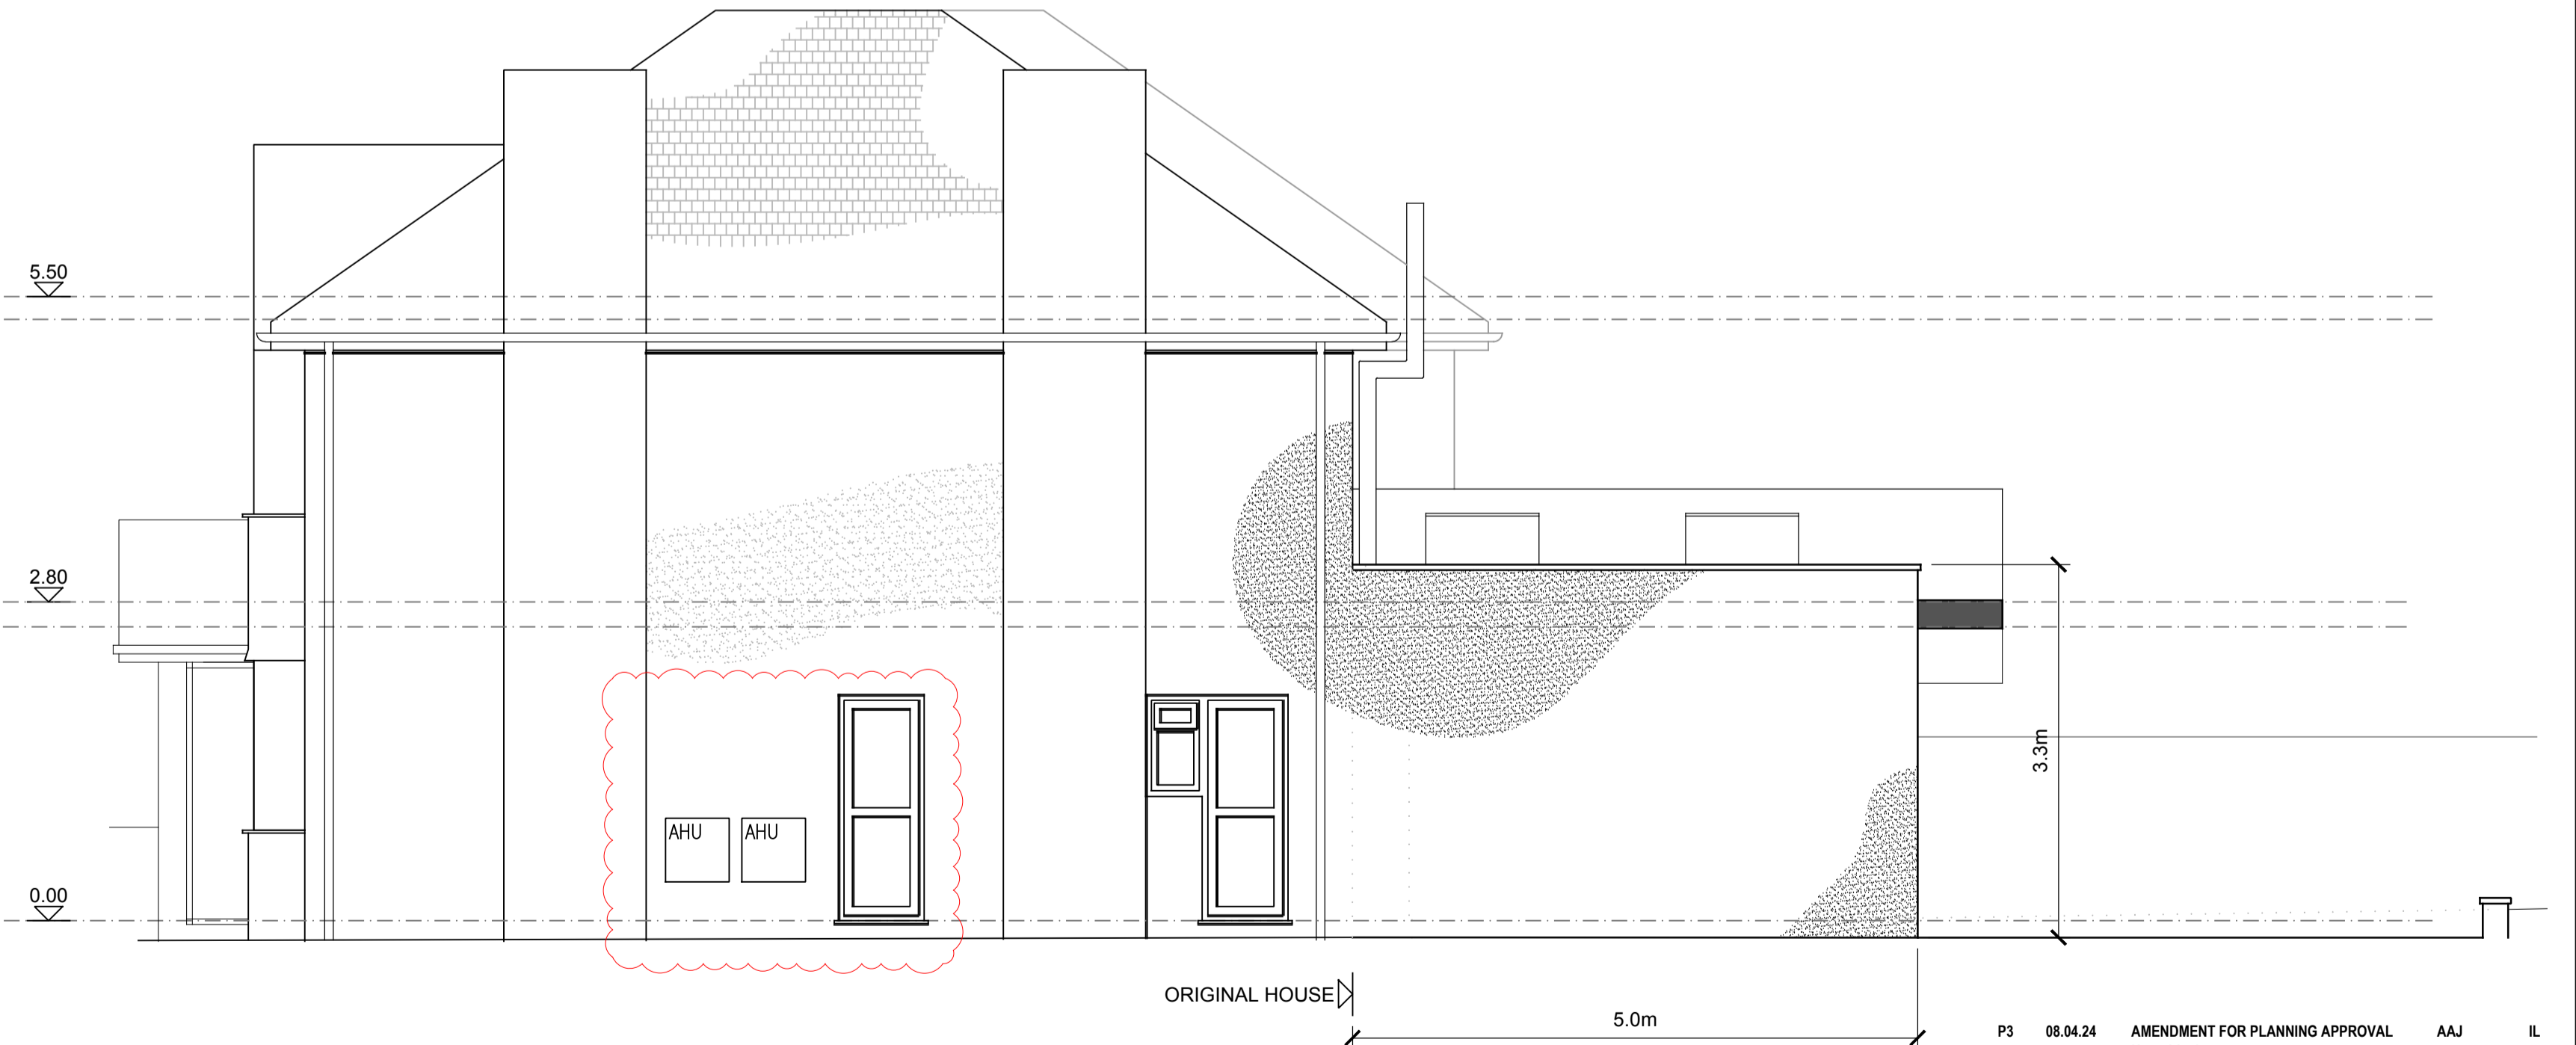 5.50
2.80
0.00
AHU
AHU
3.3m
ORIGINAL HOUSE
5.0m
P3 08.04.24 AMENDMENT FOR PLANNING APPROVAL AAJ IL